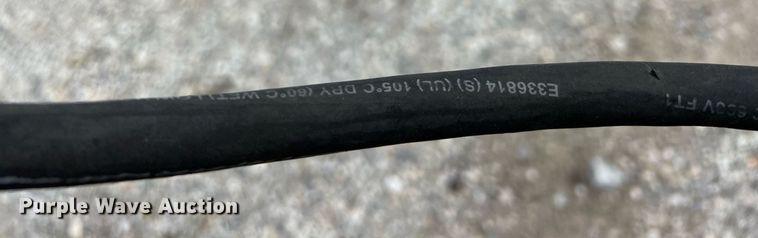 E336814 (S) (UL) 105°C DRY (60°C WET)
600V FT1
Purple Wave Auction